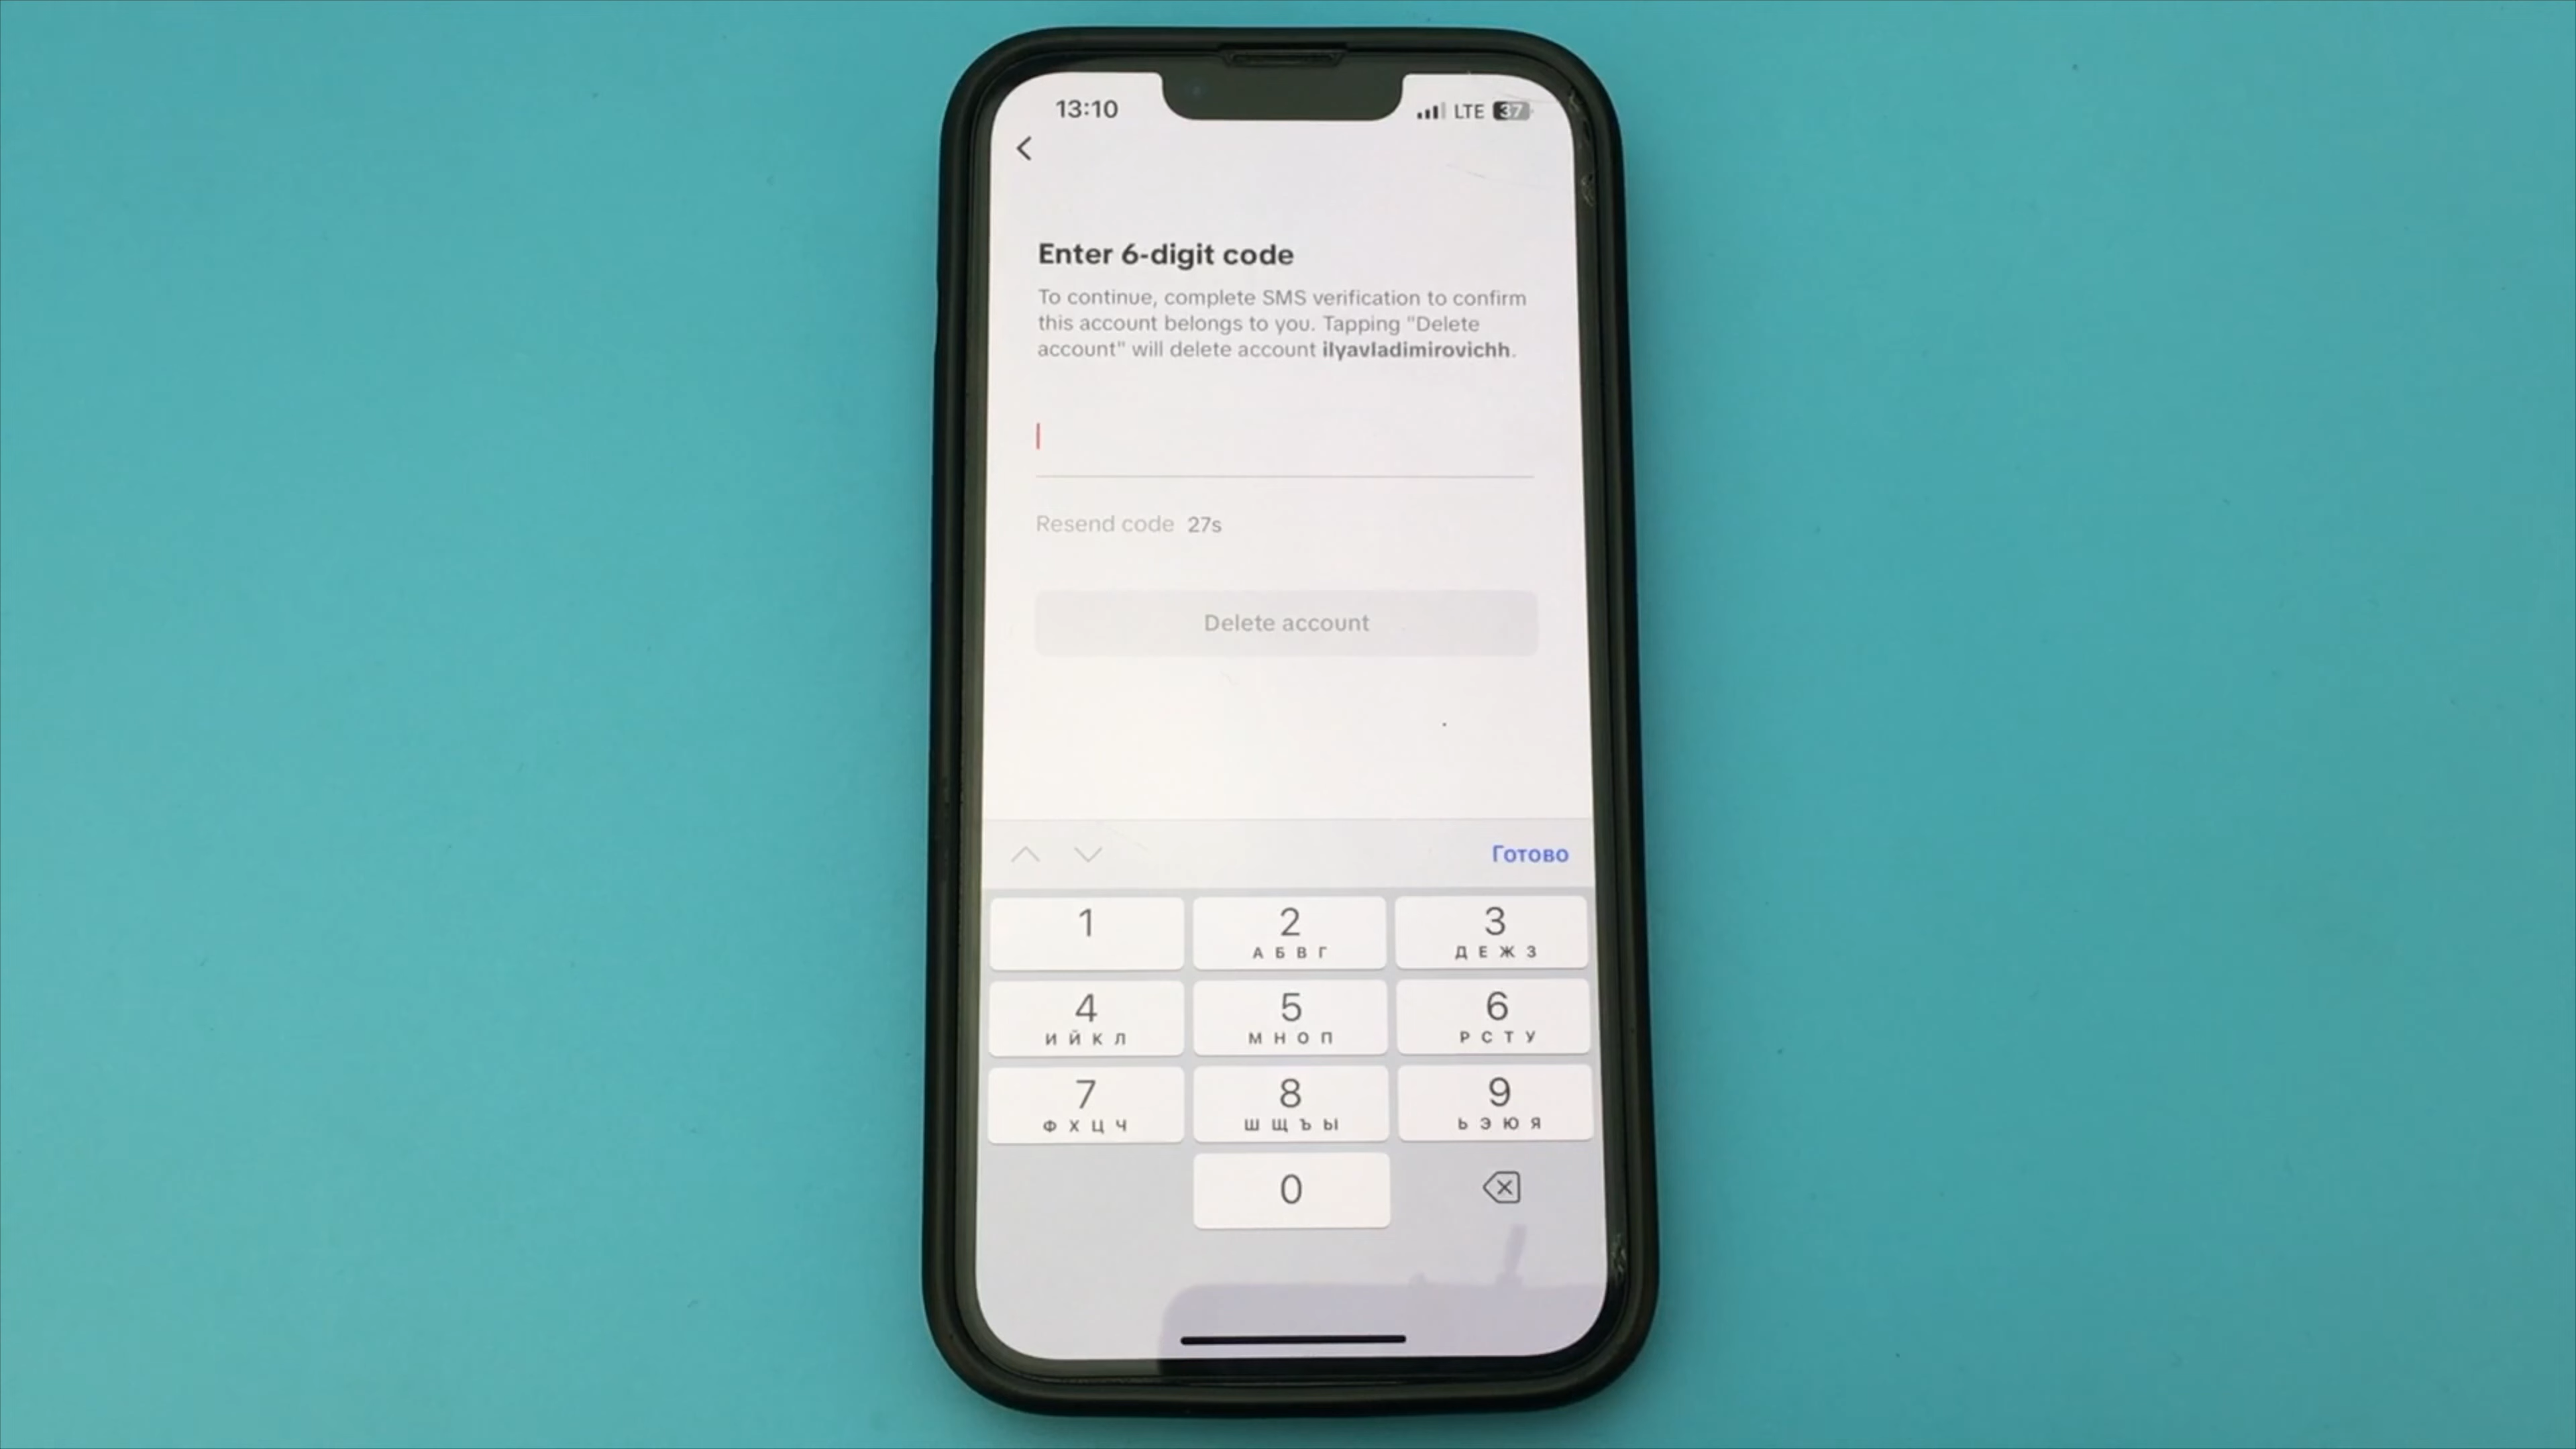 13:10
LTE 37
Enter 6-digit code
To continue, complete SMS verification to confirm
this account belongs to you. Tapping "Delete
account" will delete account ilyavladimirovichh.
Resend code 27s
Delete account
Готово
1
2
3
А Б В Г
Д Е Ж З
4
5
6
И Й К Л
М Н О П
Р С Т У
7
8
9
Ф Х Ц Ч
Ш Щ Ъ Ы
Ь Э Ю Я
0